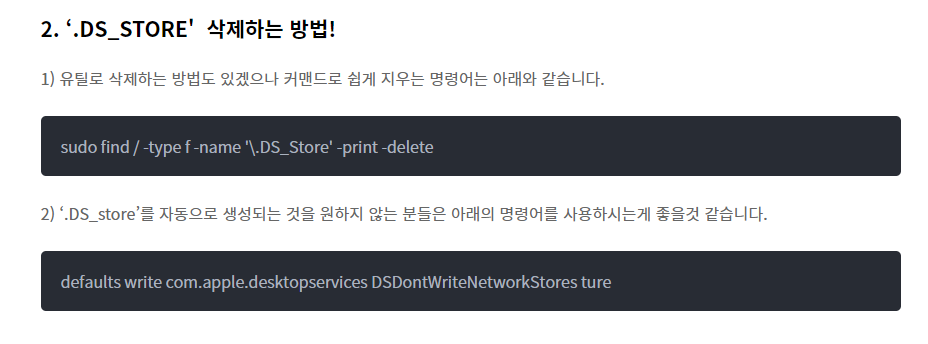 2. ‘.DS_STORE' 삭제하는 방법!
1) 유틸로 삭제하는 방법도 있겠으나 커맨드로 쉽게 지우는 명령어는 아래와 같습니다.
sudo find / -type f -name '\.DS_Store' -print -delete
2) ‘.DS_store’를 자동으로 생성되는 것을 원하지 않는 분들은 아래의 명령어를 사용하시는게 좋을것 같습니다.
defaults write com.apple.desktopservices DSDontWriteNetworkStores ture